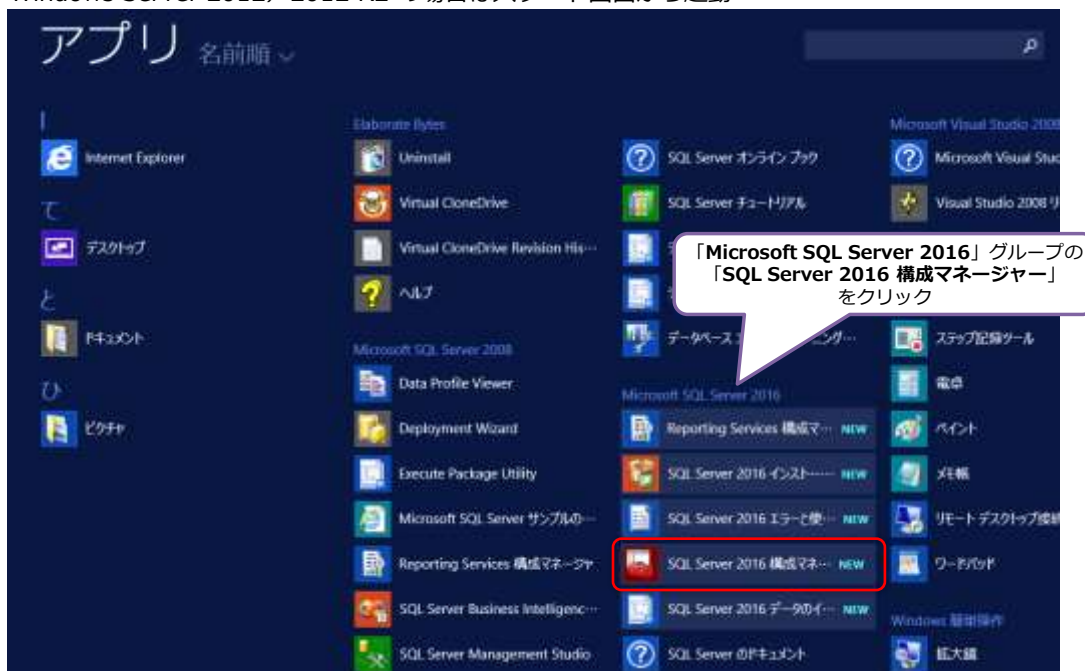 アプリ 名前順
I
Internet Explorer
て
デスクトップ
と
ドキュメント
ひ
ピクチャ
Elaborate Bytes
Uninstall
Virtual CloneDrive
Virtual CloneDrive Revision His…
ヘルプ
Microsoft SQL Server 2008
Data Profile Viewer
Deployment Wizard
Execute Package Utility
Microsoft SQL Server サンプルの…
Reporting Services 構成マネージャ
SQL Server Business Intelligenc…
SQL Server Management Studio
SQL Server オンライン ブック
SQL Server チュートリアル
「Microsoft SQL Server 2016」グループの
「SQL Server 2016 構成マネージャー」
をクリック
Microsoft SQL Server 2016
Reporting Services 構成マ… NEW
SQL Server 2016 インスト…… NEW
SQL Server 2016 エラーと使… NEW
SQL Server 2016 構成マネ… NEW
SQL Server 2016 データのイ… NEW
SQL Server のドキュメント
Microsoft Visual Studio 2008
Microsoft Visual Stud
Visual Studio 2008 リ
ステップ記録ツール
電卓
ペイント
メモ帳
リモート デスクトップ接続
ワードパッド
Windows 簡単操作
拡大鏡